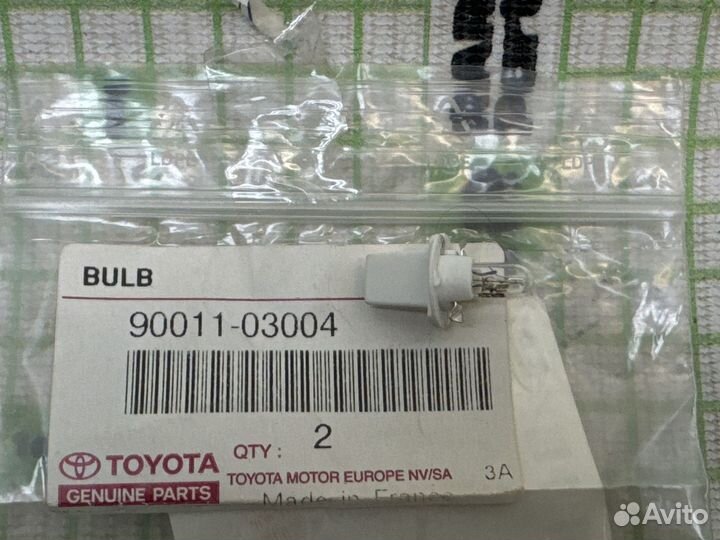 BULB
90011-03004
QTY : 2
TOYOTA
TOYOTA MOTOR EUROPE NV/SA 3A
GENUINE PARTS
Made in France
Avito